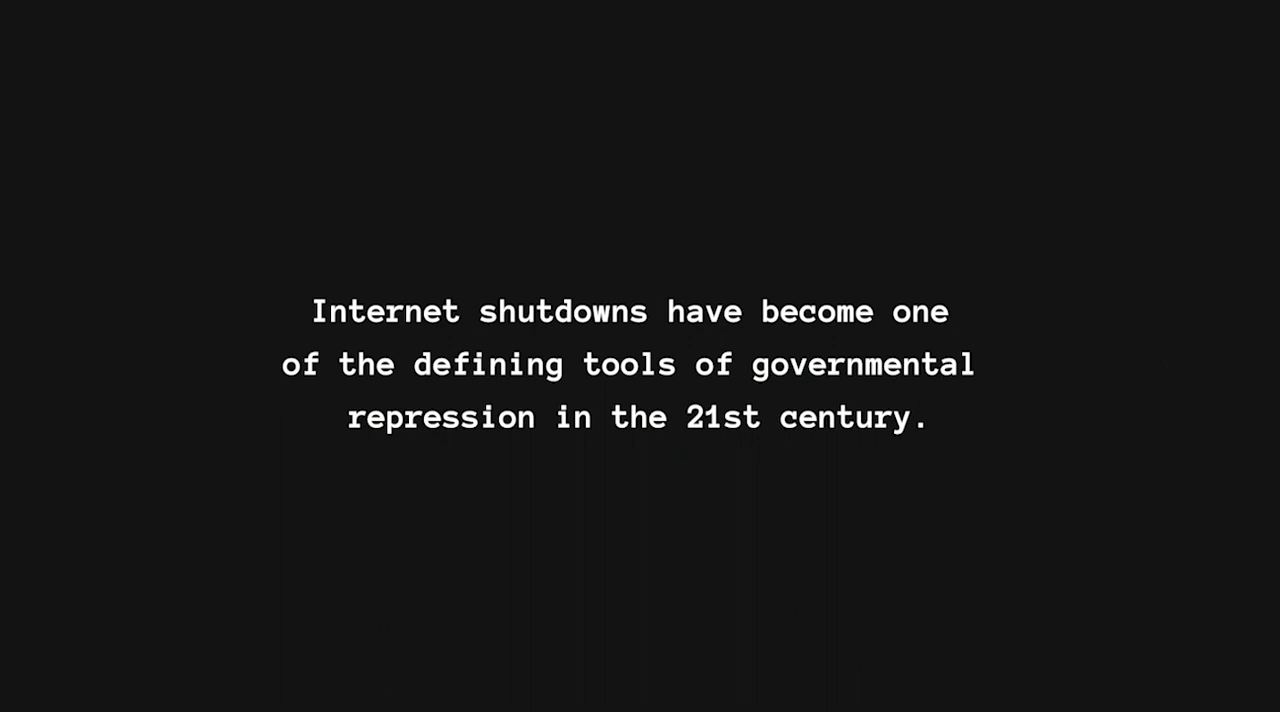 Internet shutdowns have become one
of the defining tools of governmental
repression in the 21st century.